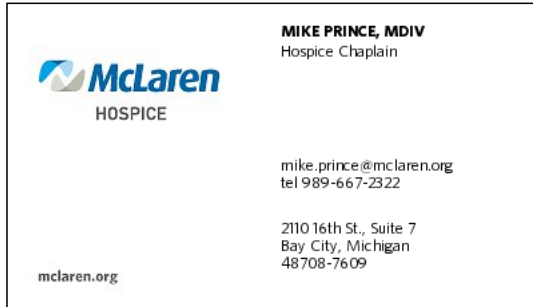 McLaren
HOSPICE
mclaren.org
MIKE PRINCE, MDIV
Hospice Chaplain
mike.prince@mclaren.org
tel 989-667-2322
2110 16th St., Suite 7
Bay City, Michigan
48708-7609